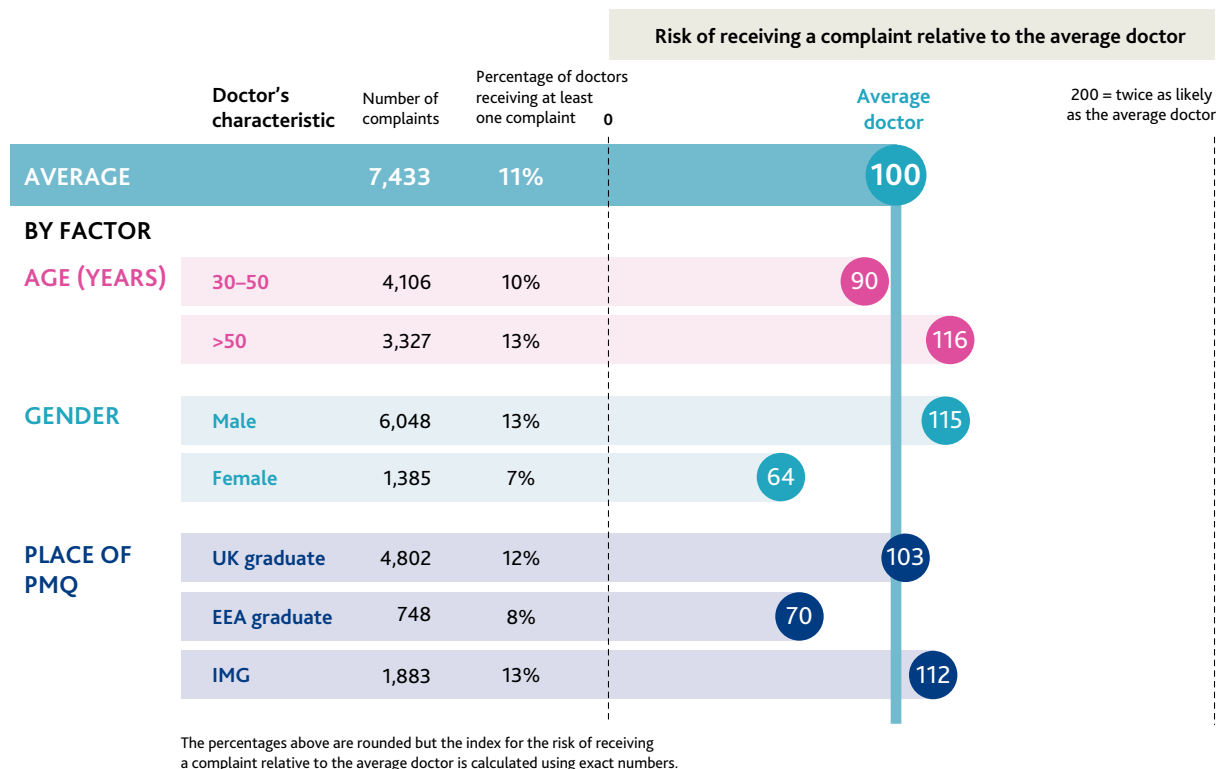 Risk of receiving a complaint relative to the average doctor
Doctor's
characteristic
Number of
complaints
Percentage of doctors
receiving at least
one complaint
0
Average
doctor
200 = twice as likely
as the average doctor
AVERAGE 7,433 11% 100
BY FACTOR
AGE (YEARS) 30–50 4,106 10% 90
>50 3,327 13% 116
GENDER Male 6,048 13% 115
Female 1,385 7% 64
PLACE OF
PMQ
UK graduate 4,802 12% 103
EEA graduate 748 8% 70
IMG 1,883 13% 112
The percentages above are rounded but the index for the risk of receiving
a complaint relative to the average doctor is calculated using exact numbers.